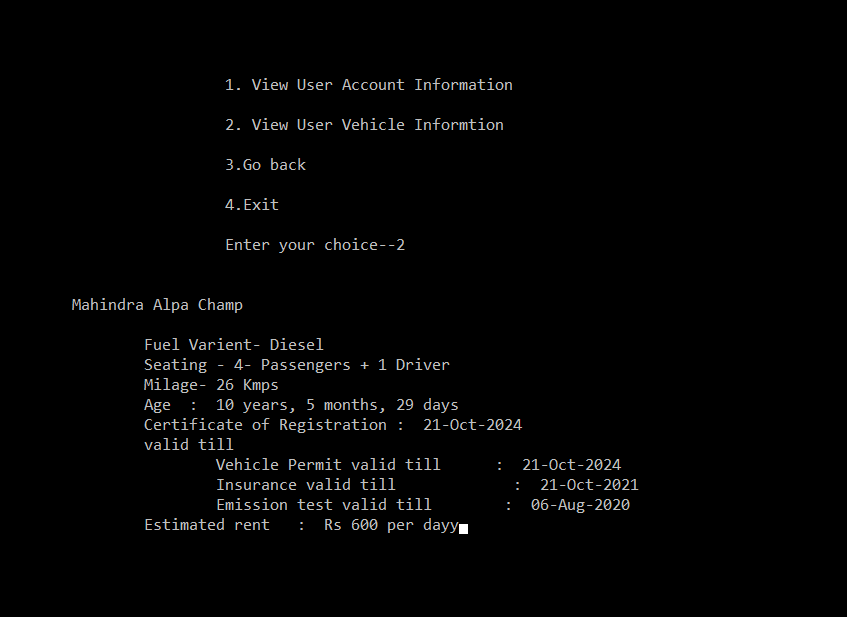 1. View User Account Information
2. View User Vehicle Informtion
3.Go back
4.Exit
Enter your choice--2
Mahindra Alpa Champ
Fuel Varient- Diesel
Seating - 4- Passengers + 1 Driver
Milage- 26 Kmps
Age  :  10 years, 5 months, 29 days
Certificate of Registration :  21-Oct-2024
valid till
Vehicle Permit valid till      :  21-Oct-2024
Insurance valid till             :  21-Oct-2021
Emission test valid till        :  06-Aug-2020
Estimated rent   :  Rs 600 per dayy